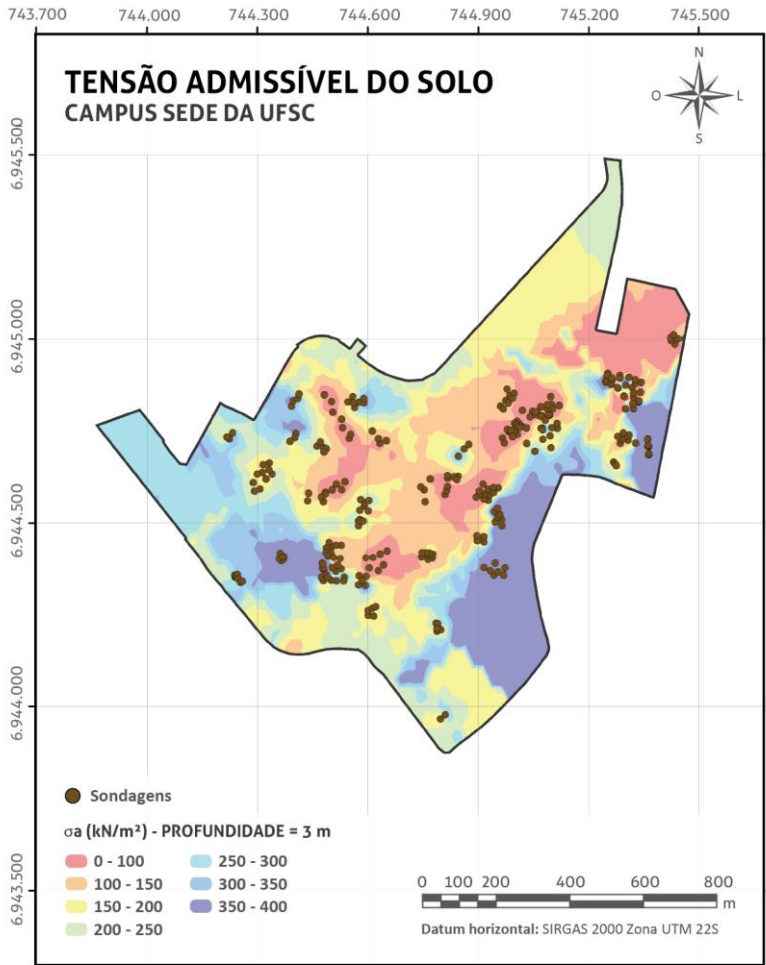 743.700 744.000 744.300 744.600 744.900 745.200 745.500
TENSÃO ADMISSÍVEL DO SOLO
CAMPUS SEDE DA UFSC
N
O L
S
6.945.500
6.945.000
6.944.500
6.944.000
6.943.500
Sondagens
σa (kN/m²) - PROFUNDIDADE = 3 m
0 - 100
100 - 150
150 - 200
200 - 250
250 - 300
300 - 350
350 - 400
0 100 200 400 600 800
m
Datum horizontal: SIRGAS 2000 Zona UTM 22S